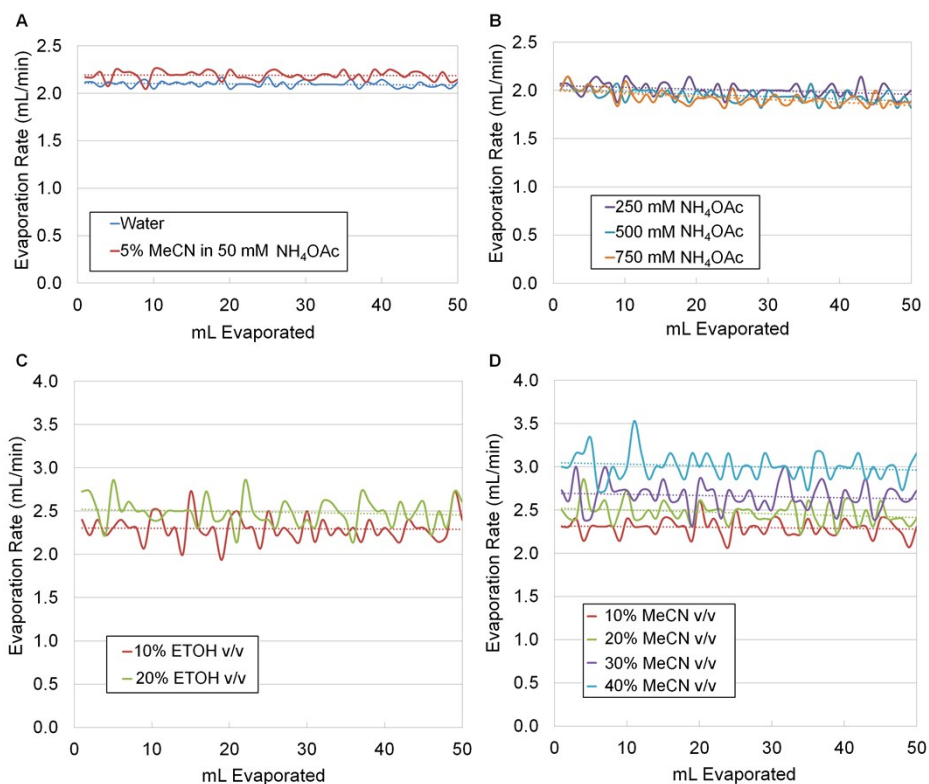 A
Evaporation Rate (mL/min)
2.5
2.0
1.5
1.0
0.5
0.0
Water
5% MeCN in 50 mM NH₄OAc
0 10 20 30 40 50
mL Evaporated
B
Evaporation Rate (mL/min)
2.5
2.0
1.5
1.0
0.5
0.0
250 mM NH₄OAc
500 mM NH₄OAc
750 mM NH₄OAc
0 10 20 30 40 50
mL Evaporated
C
Evaporation Rate (mL/min)
4.0
3.5
3.0
2.5
2.0
1.5
1.0
0.5
0.0
10% ETOH v/v
20% ETOH v/v
0 10 20 30 40 50
mL Evaporated
D
Evaporation Rate (mL/min)
4.0
3.5
3.0
2.5
2.0
1.5
1.0
0.5
0.0
10% MeCN v/v
20% MeCN v/v
30% MeCN v/v
40% MeCN v/v
0 10 20 30 40 50
mL Evaporated